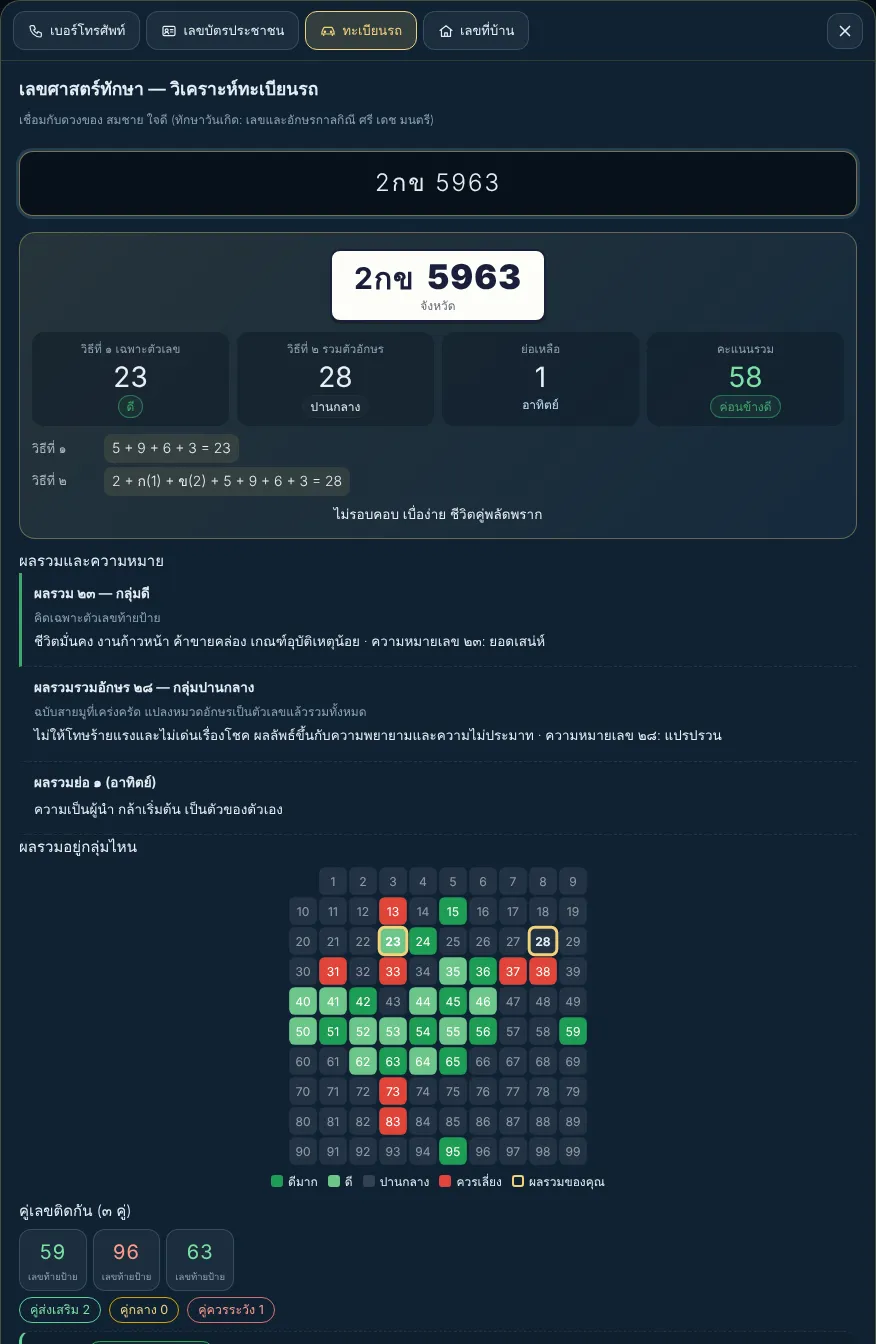 เบอร์โทรศัพท์ เลขบัตรประชาชน ทะเบียนรถ เลขที่บ้าน
เลขศาสตร์ทักษา — วิเคราะห์ทะเบียนรถ
เชื่อมกับดวงของ สมชาย ใจดี (ทักษาวันเกิด: เลขและอักษรกาลกิณี ศรี เดช มนตรี)
2กข 5963
2กข 5963
จังหวัด
วิธีที่ ๑ เฉพาะตัวเลข วิธีที่ ๒ รวมตัวอักษร ย่อเหลือ คะแนนรวม
23 28 1 58
ดี ปานกลาง อาทิตย์ ค่อนข้างดี
วิธีที่ ๑ 5 + 9 + 6 + 3 = 23
วิธีที่ ๒ 2 + ก(1) + ข(2) + 5 + 9 + 6 + 3 = 28
ไม่รอบคอบ เบื่อง่าย ชีวิตคู่พลัดพราก
ผลรวมและความหมาย
ผลรวม ๒๓ — กลุ่มดี
คิดเฉพาะตัวเลขท้ายป้าย
ชีวิตมั่นคง งานก้าวหน้า ค้าขายคล่อง เกณฑ์อุบัติเหตุน้อย · ความหมายเลข ๒๓: ยอดเสน่ห์
ผลรวมรวมอักษร ๒๘ — กลุ่มปานกลาง
ฉบับสายมูที่เคร่งครัด แปลงหมวดอักษรเป็นตัวเลขแล้วรวมทั้งหมด
ไม่ให้โทษร้ายแรงและไม่เด่นเรื่องโชค ผลลัพธ์ขึ้นกับความพยายามและความไม่ประมาท · ความหมายเลข ๒๘: แปรปรวน
ผลรวมย่อ ๑ (อาทิตย์)
ความเป็นผู้นำ กล้าเริ่มต้น เป็นตัวของตัวเอง
ผลรวมอยู่กลุ่มไหน
1 2 3 4 5 6 7 8 9
10 11 12 13 14 15 16 17 18 19
20 21 22 23 24 25 26 27 28 29
30 31 32 33 34 35 36 37 38 39
40 41 42 43 44 45 46 47 48 49
50 51 52 53 54 55 56 57 58 59
60 61 62 63 64 65 66 67 68 69
70 71 72 73 74 75 76 77 78 79
80 81 82 83 84 85 86 87 88 89
90 91 92 93 94 95 96 97 98 99
ดีมาก ดี ปานกลาง ควรเลี่ยง ผลรวมของคุณ
คู่เลขติดกัน (๓ คู่)
59 96 63
เลขท้ายป้าย เลขท้ายป้าย เลขท้ายป้าย
คู่ส่งเสริม 2 คู่กลาง 0 คู่ควรระวัง 1